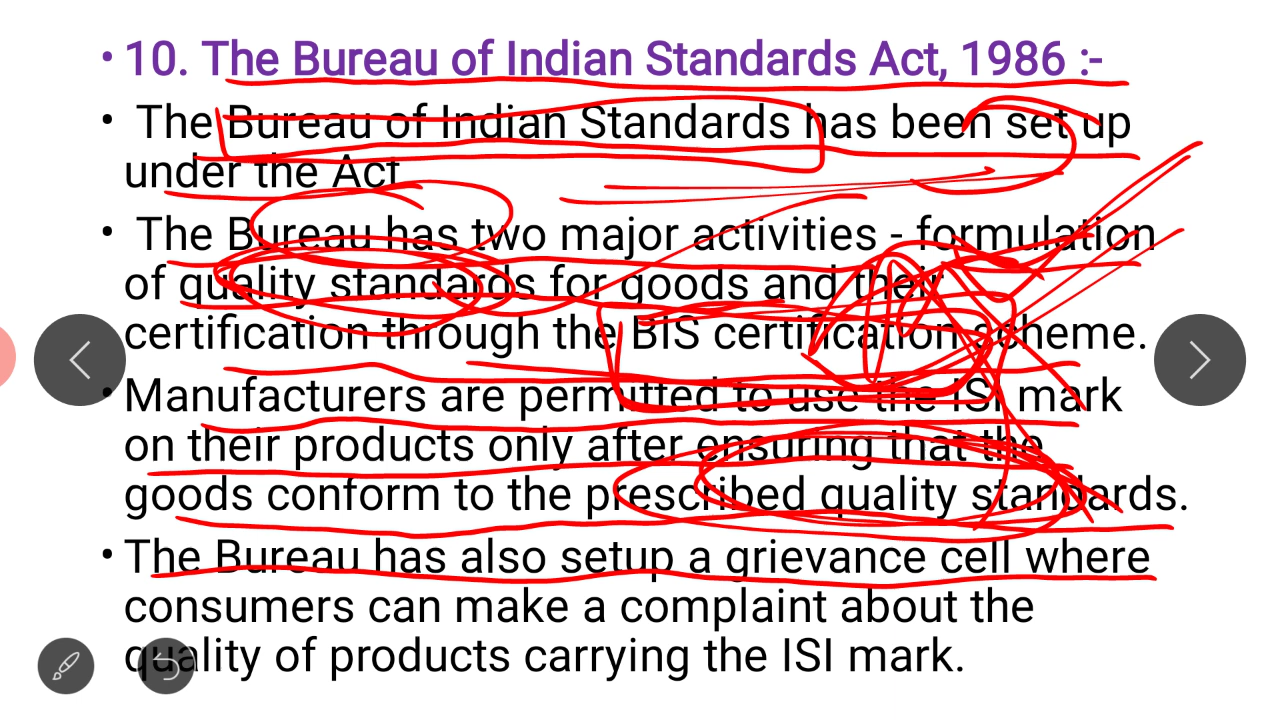 • 10. The Bureau of Indian Standards Act, 1986 :-
• The Bureau of Indian Standards has been set up
under the Act
• The Bureau has two major activities - formulation
of quality standards for goods and their
certification through the BIS certification scheme.
• Manufacturers are permitted to use the ISI mark
on their products only after ensuring that the
goods conform to the prescribed quality standards.
• The Bureau has also setup a grievance cell where
consumers can make a complaint about the
quality of products carrying the ISI mark.